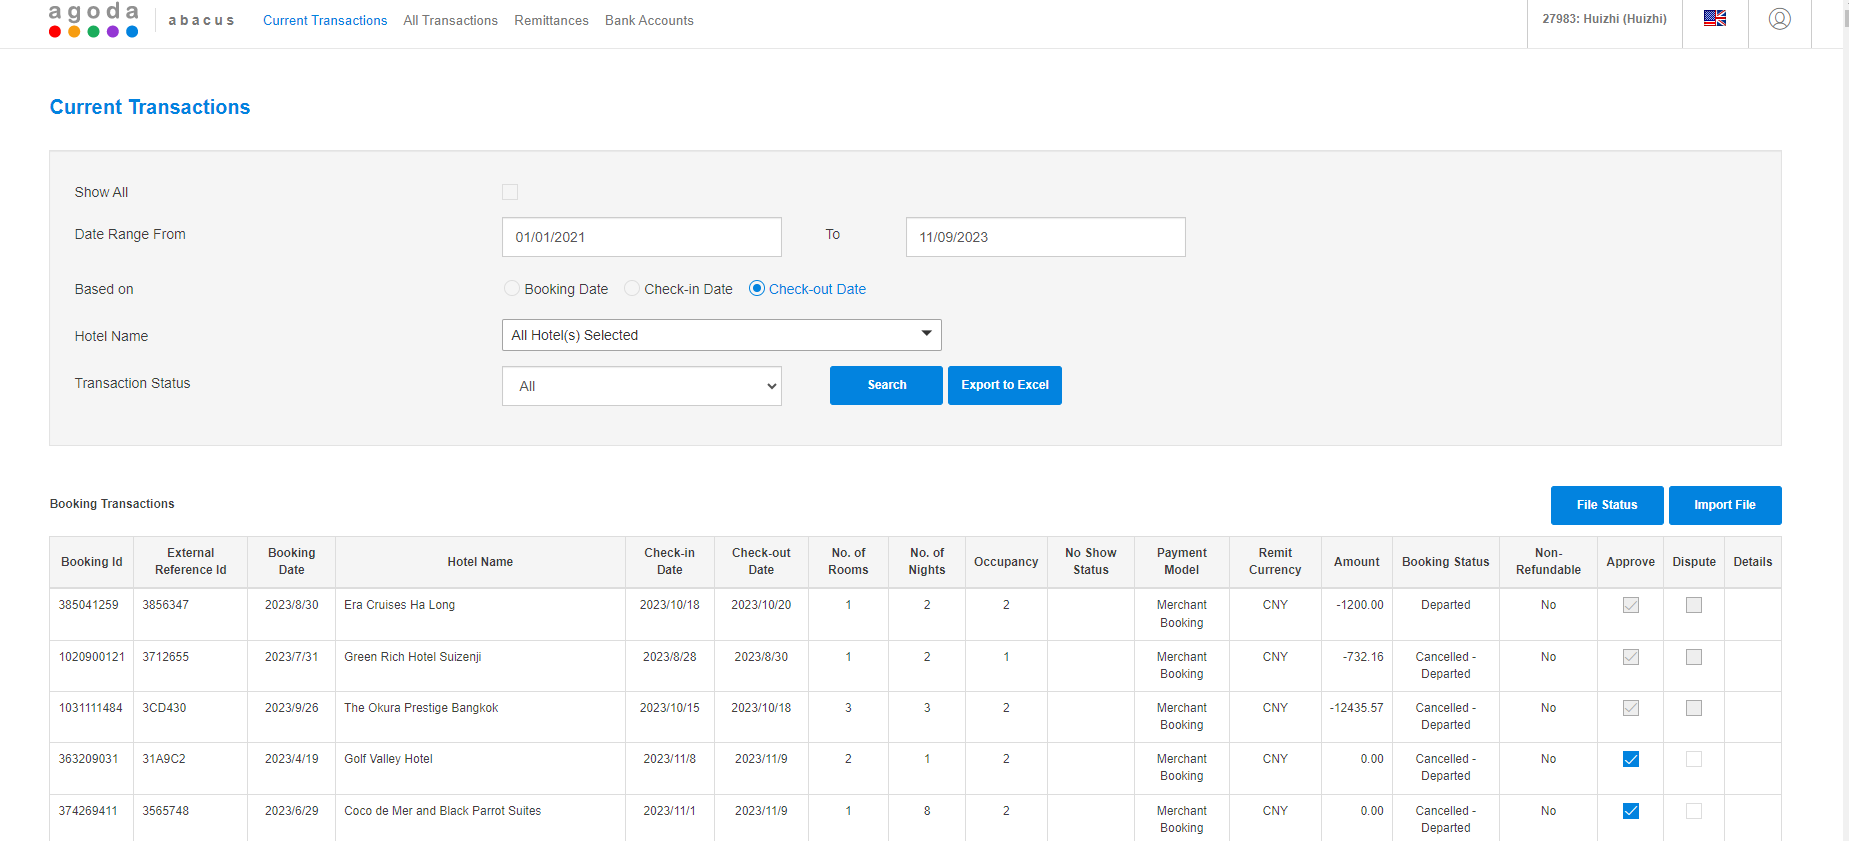 agoda abacus Current Transactions All Transactions Remittances Bank Accounts 27983: Huizhi (Huizhi)
Current Transactions
Show All
Date Range From 01/01/2021 To 11/09/2023
Based on Booking Date Check-in Date Check-out Date
Hotel Name All Hotel(s) Selected
Transaction Status All Search Export to Excel
Booking Transactions File Status Import File
Booking Id External Reference Id Booking Date Hotel Name Check-in Date Check-out Date No. of Rooms No. of Nights Occupancy No Show Status Payment Model Remit Currency Amount Booking Status Non-Refundable Approve Dispute Details
385041259 3856347 2023/8/30 Era Cruises Ha Long 2023/10/18 2023/10/20 1 2 2 Merchant Booking CNY -1200.00 Departed No
1020900121 3712655 2023/7/31 Green Rich Hotel Suizenji 2023/8/28 2023/8/30 1 2 1 Merchant Booking CNY -732.16 Cancelled - Departed No
1031111484 3CD430 2023/9/26 The Okura Prestige Bangkok 2023/10/15 2023/10/18 3 3 2 Merchant Booking CNY -12435.57 Cancelled - Departed No
363209031 31A9C2 2023/4/19 Golf Valley Hotel 2023/11/8 2023/11/9 2 1 2 Merchant Booking CNY 0.00 Cancelled - Departed No
374269411 3565748 2023/6/29 Coco de Mer and Black Parrot Suites 2023/11/1 2023/11/9 1 8 2 Merchant Booking CNY 0.00 Cancelled - Departed No